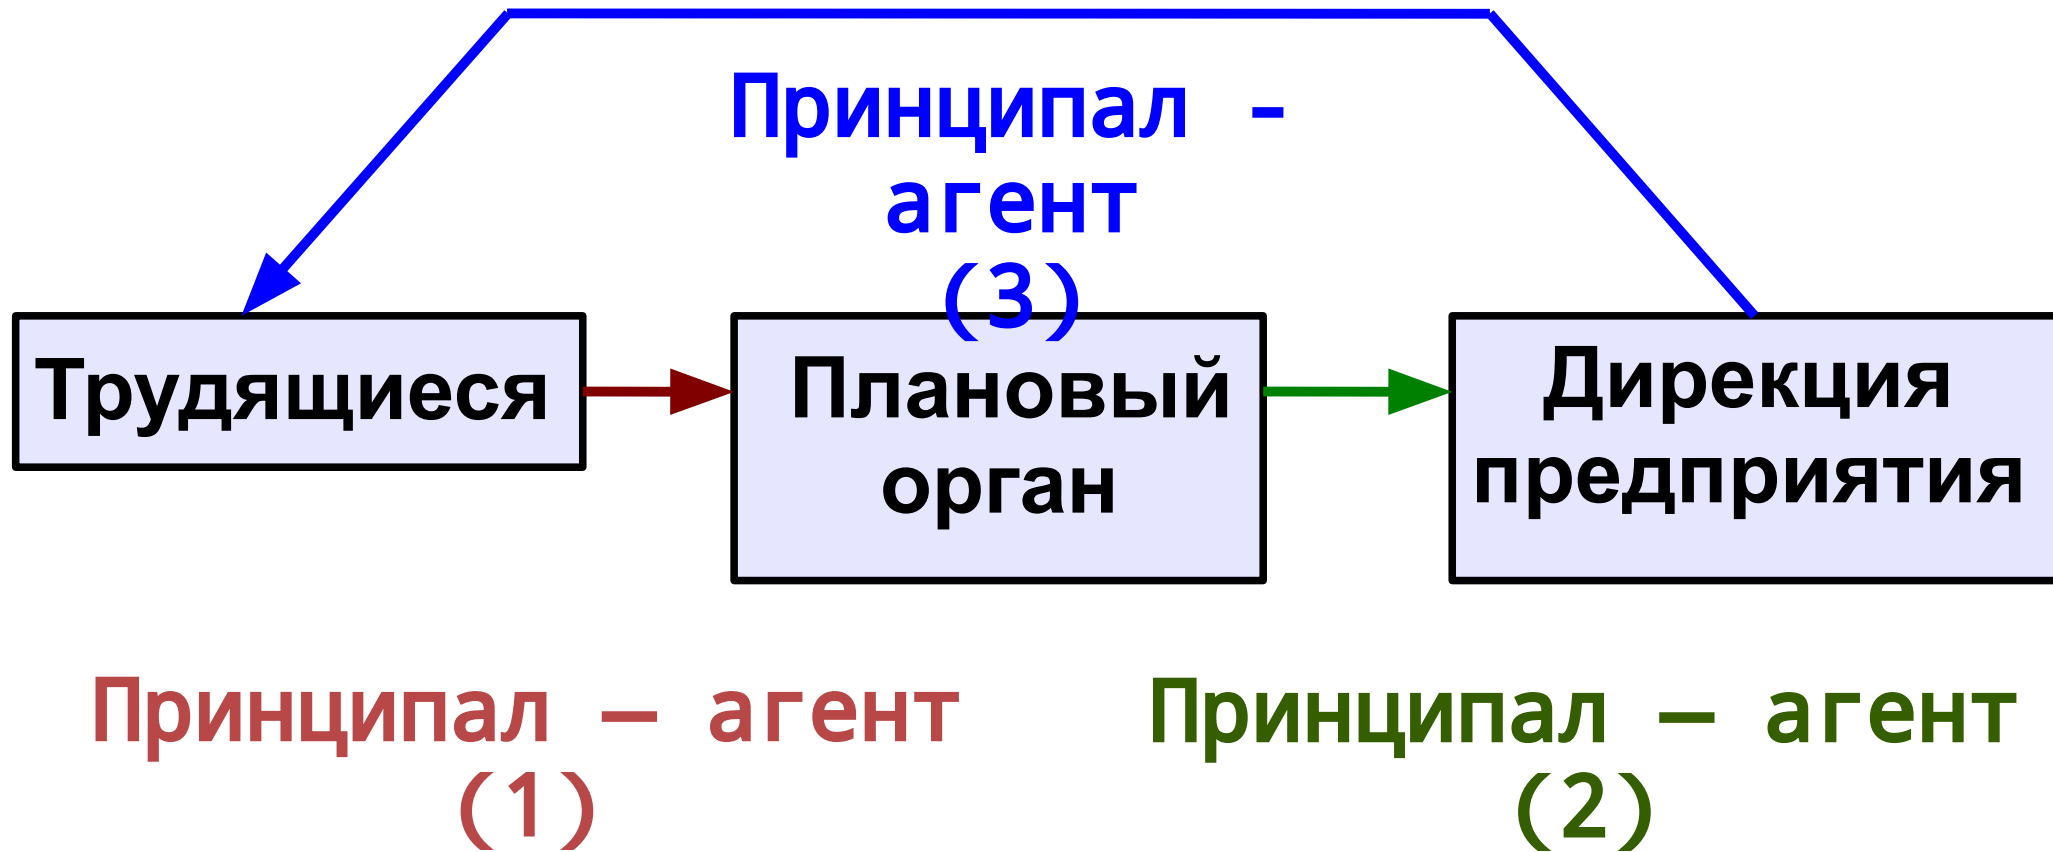 Принципал -
агент
(3)
Трудящиеся
Плановый
орган
Дирекция
предприятия
Принципал – агент
(1)
Принципал – агент
(2)